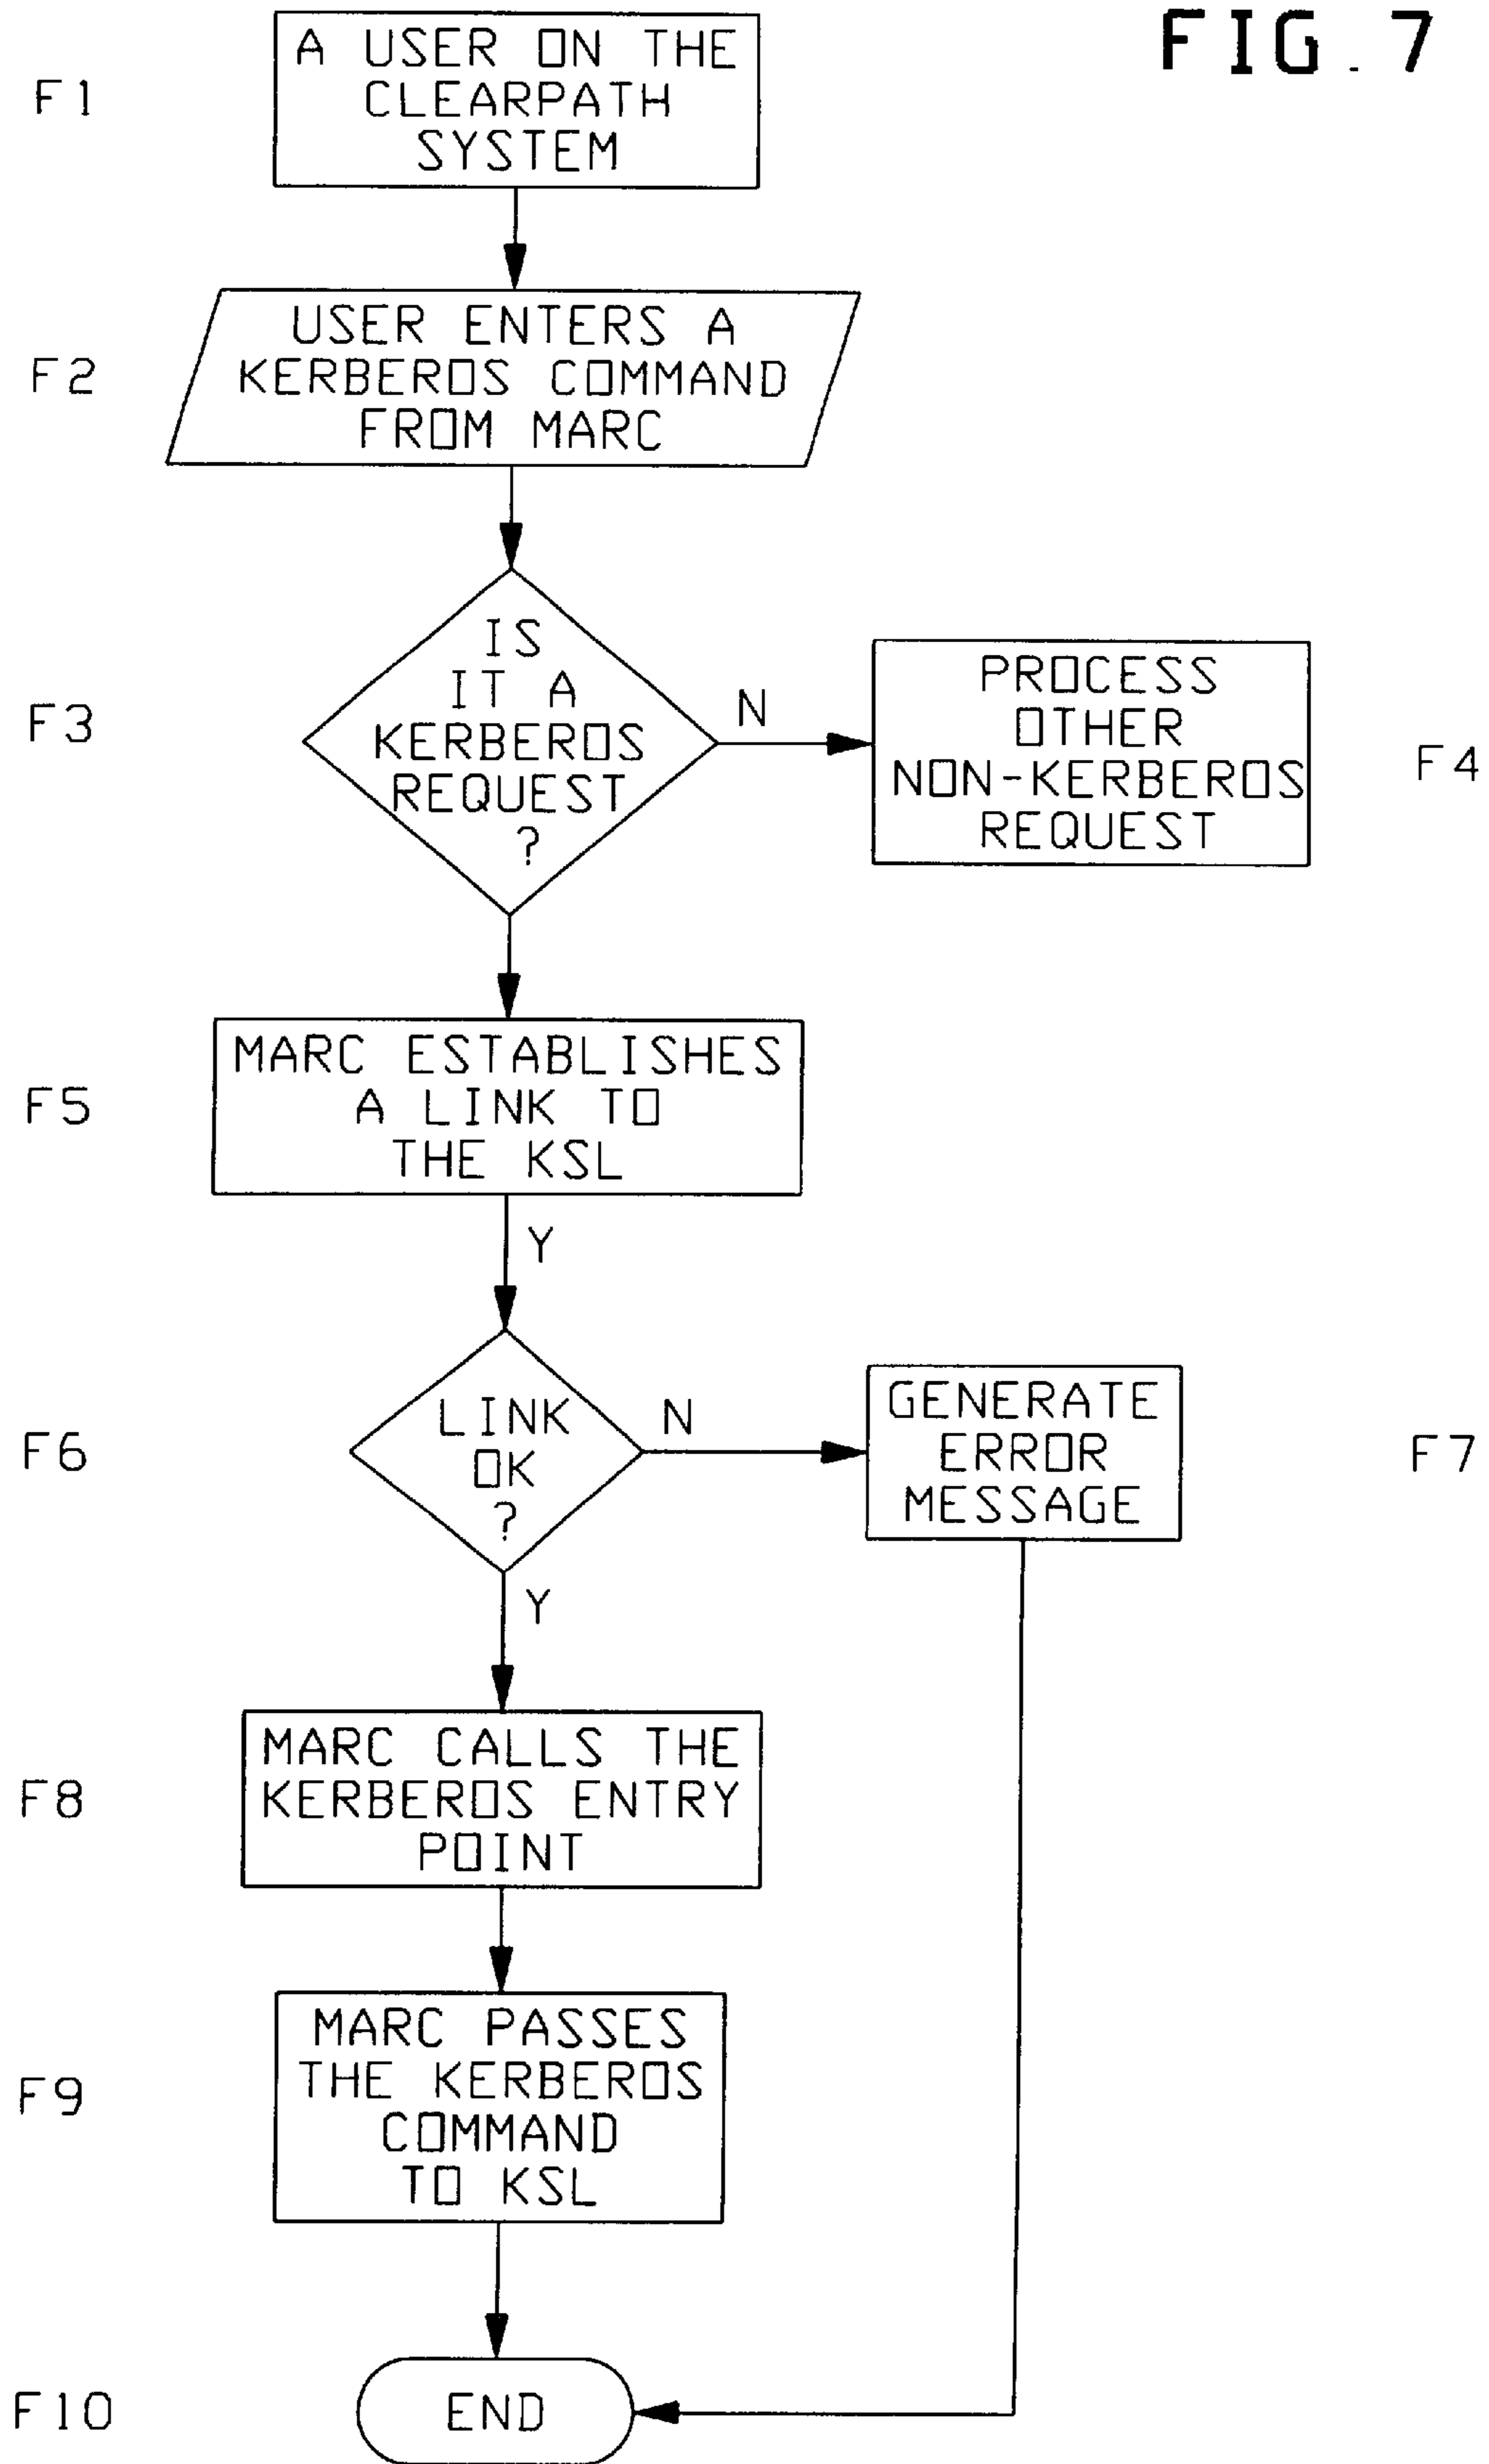 FIG. 7
F1
A USER ON THE
CLEARPATH
SYSTEM
F2
USER ENTERS A
KERBEROS COMMAND
FROM MARC
F3
IS
IT A
KERBEROS
REQUEST
?
N
PROCESS
OTHER
NON-KERBEROS
REQUEST
F4
F5
MARC ESTABLISHES
A LINK TO
THE KSL
Y
F6
LINK
OK
?
N
GENERATE
ERROR
MESSAGE
F7
Y
F8
MARC CALLS THE
KERBEROS ENTRY
POINT
F9
MARC PASSES
THE KERBEROS
COMMAND
TO KSL
F10
END